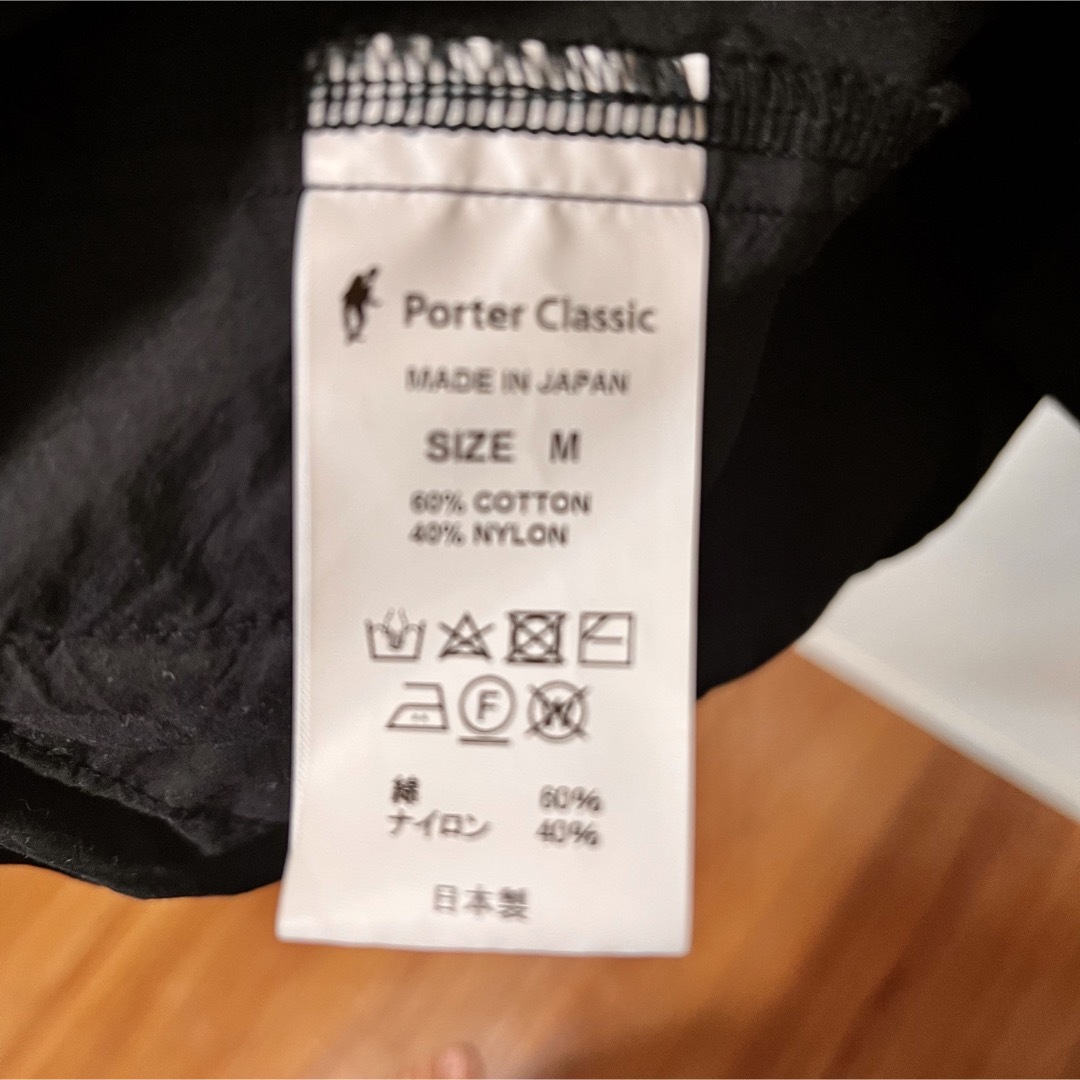 Porter Classic
MADE IN JAPAN
SIZE M
60% COTTON
40% NYLON
F
W
綿 60%
ナイロン 40%
日本製